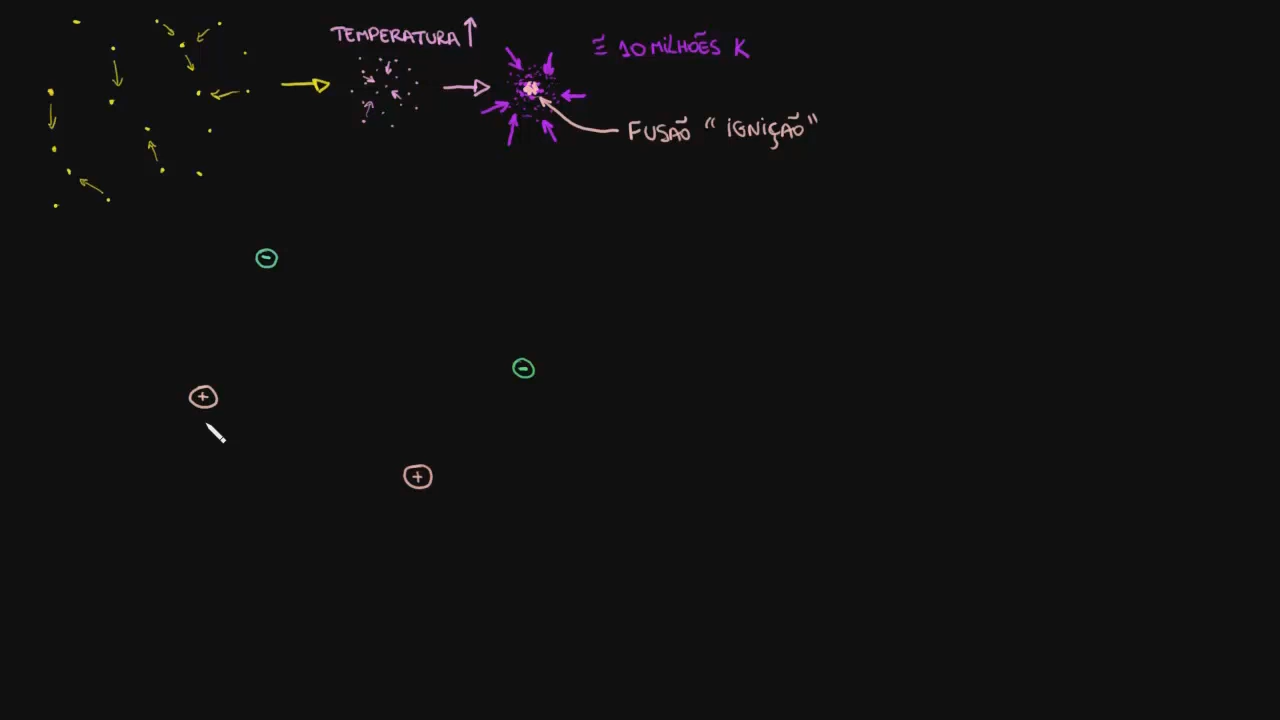 TEMPERATURA ↑
≅ 10 MILHÕES K
FUSÃO "IGNIÇÃO"
-
-
+
+